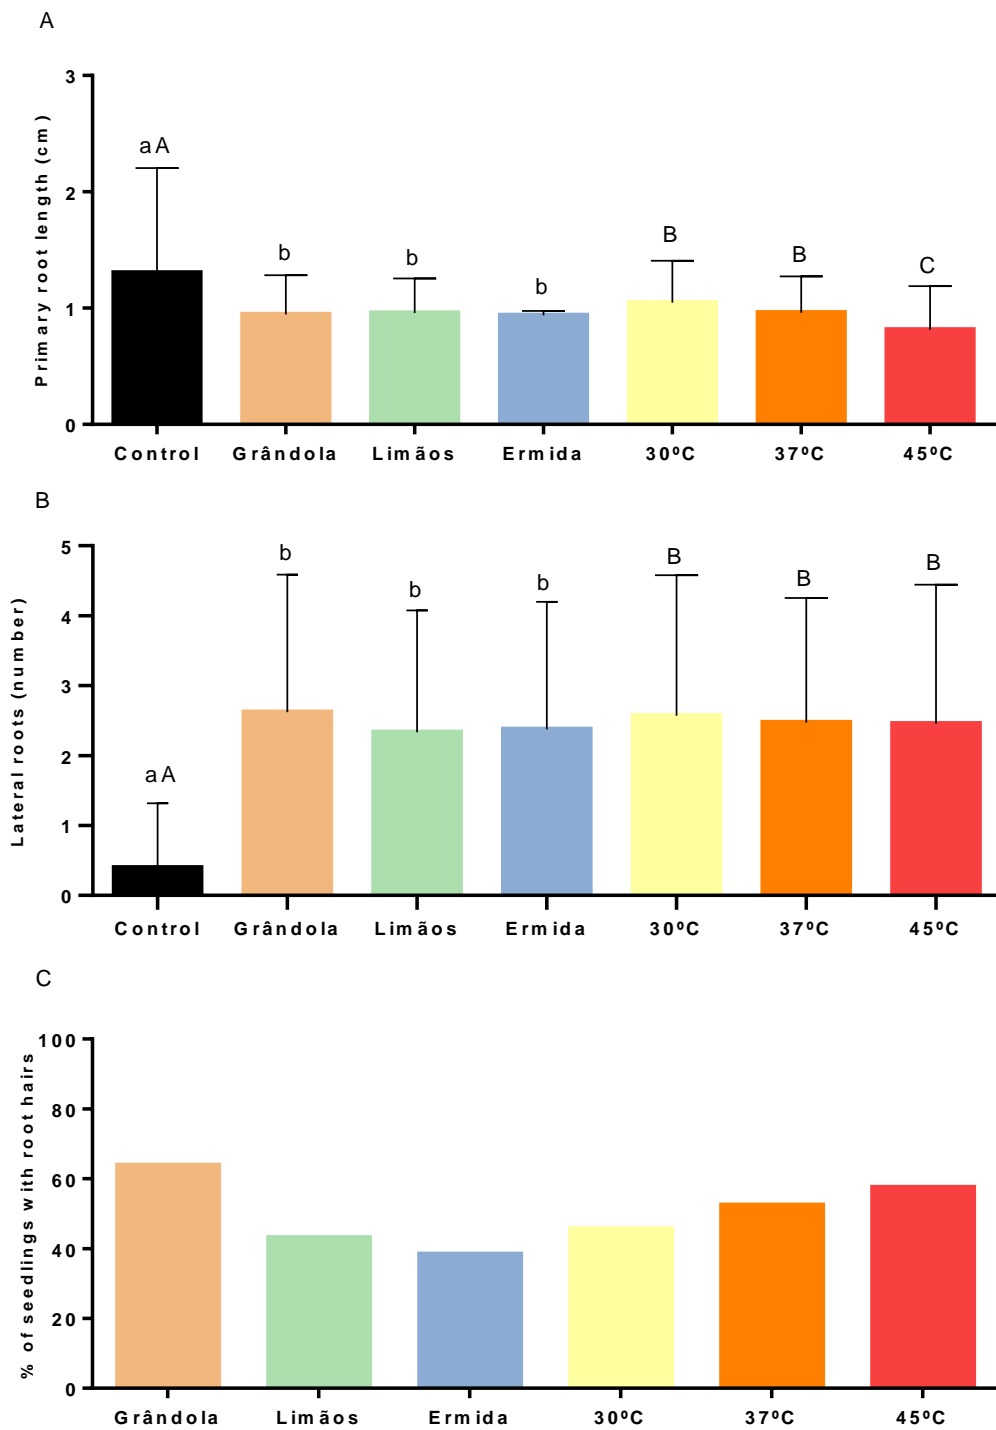 A
Primary root length (cm)
3
2
1
0
aA
b
b
b
B
B
C
Control Grândola Limãos Ermida 30ºC 37ºC 45ºC
B
Lateral roots (number)
5
4
3
2
1
0
aA
b
b
b
B
B
B
Control Grândola Limãos Ermida 30ºC 37ºC 45ºC
C
% of seedlings with root hairs
100
80
60
40
20
0
Grândola Limãos Ermida 30ºC 37ºC 45ºC